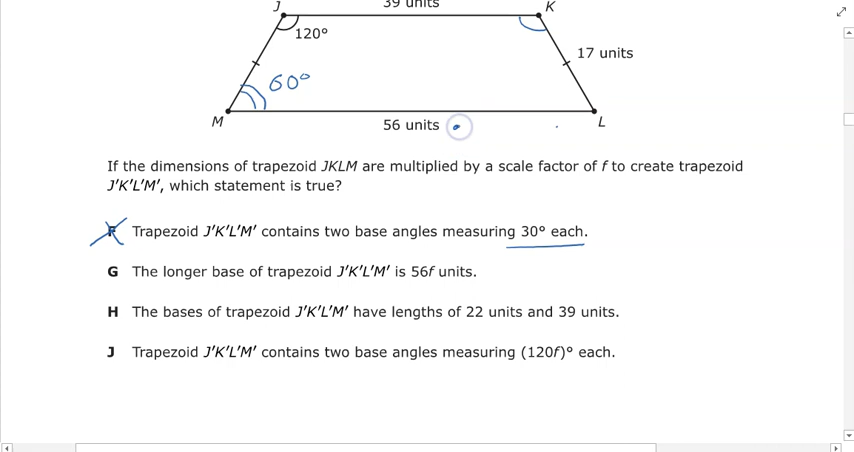 J 39 units K
120°
17 units
60°
M 56 units L
If the dimensions of trapezoid JKLM are multiplied by a scale factor of f to create trapezoid
J′K′L′M′, which statement is true?
F Trapezoid J′K′L′M′ contains two base angles measuring 30° each.
G The longer base of trapezoid J′K′L′M′ is 56f units.
H The bases of trapezoid J′K′L′M′ have lengths of 22 units and 39 units.
J Trapezoid J′K′L′M′ contains two base angles measuring (120f)° each.